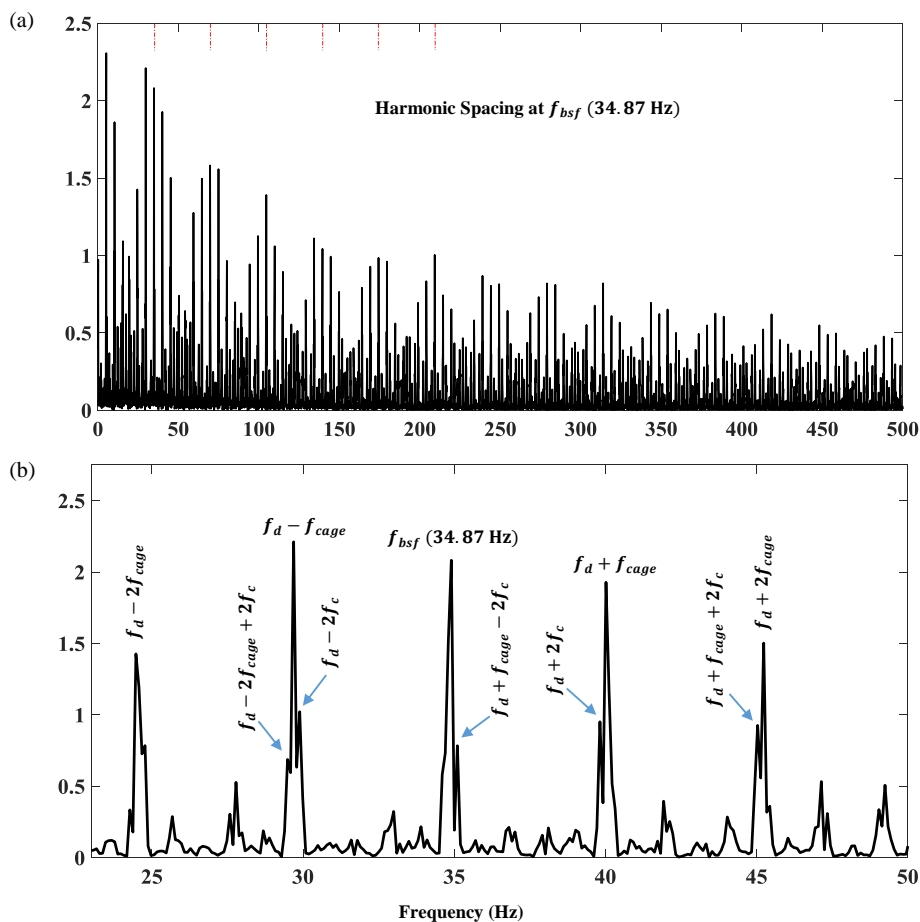 (a)
2.5
2
1.5
1
0.5
0
Harmonic Spacing at f_bsf (34.87 Hz)
0 50 100 150 200 250 300 350 400 450 500
(b)
2.5
2
1.5
1
0.5
0
f_d − 2f_cage
f_d − 2f_cage + 2f_c
f_d − f_cage
f_d − 2f_c
f_bsf (34.87 Hz)
f_d + f_cage − 2f_c
f_d + 2f_c
f_d + f_cage
f_d + f_cage + 2f_c
f_d + 2f_cage
25 30 35 40 45 50
Frequency (Hz)